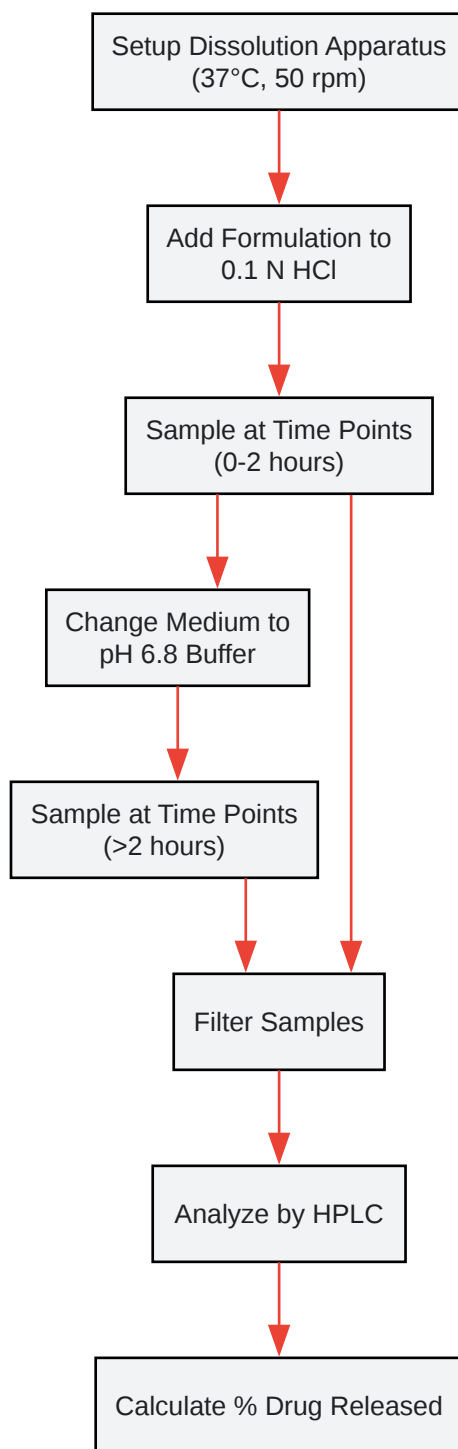 Setup Dissolution Apparatus
(37°C, 50 rpm)
Add Formulation to
0.1 N HCl
Sample at Time Points
(0-2 hours)
Change Medium to
pH 6.8 Buffer
Sample at Time Points
(>2 hours)
Filter Samples
Analyze by HPLC
Calculate % Drug Released